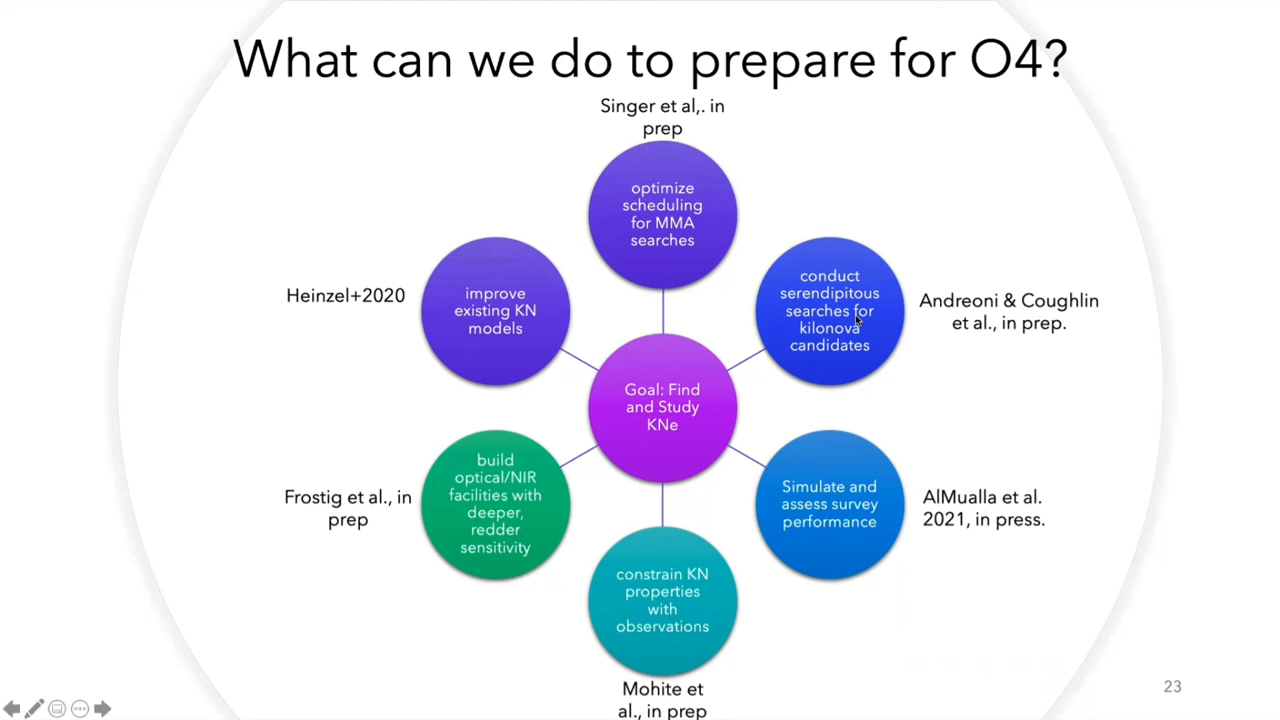 What can we do to prepare for O4?
Singer et al,. in
prep
optimize
scheduling
for MMA
searches
conduct
serendipitous
searches for
kilonova
candidates
Andreoni & Coughlin
et al., in prep.
Simulate and
assess survey
performance
AlMualla et al.
2021, in press.
constrain KN
properties
with
observations
Mohite et
al., in prep
build
optical/NIR
facilities with
deeper,
redder
sensitivity
Frostig et al., in
prep
improve
existing KN
models
Heinzel+2020
Goal: Find
and Study
KNe
23